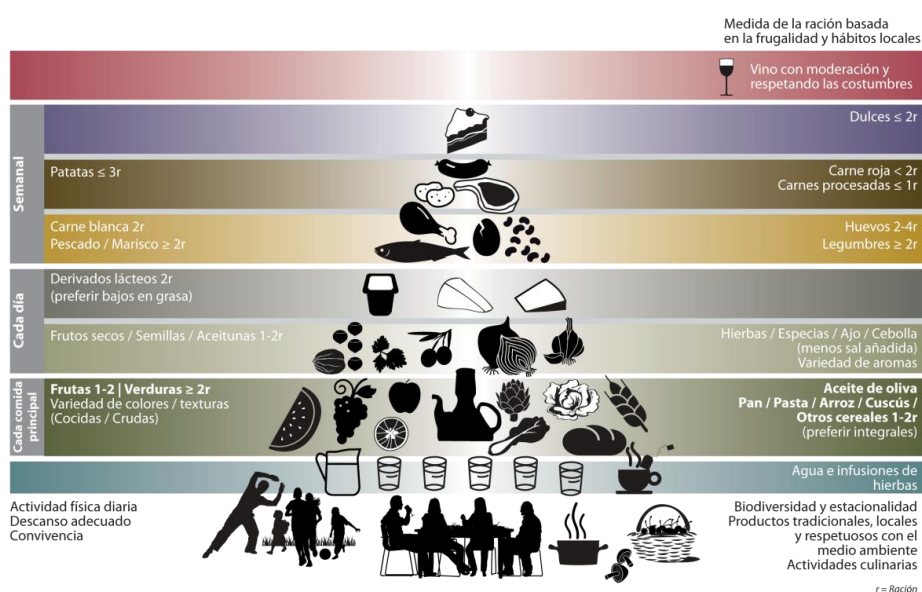 Medida de la ración basada
en la frugalidad y hábitos locales
Vino con moderación y
respetando las costumbres
Semanal
Dulces ≤ 2r
Patatas ≤ 3r
Carne roja < 2r
Carnes procesadas ≤ 1r
Carne blanca 2r
Pescado / Marisco ≥ 2r
Huevos 2-4r
Legumbres ≥ 2r
Cada día
Derivados lácteos 2r
(preferir bajos en grasa)
Frutos secos / Semillas / Aceitunas 1-2r
Hierbas / Especias / Ajo / Cebolla
(menos sal añadida)
Variedad de aromas
Cada comida
principal
Frutas 1-2 | Verduras ≥ 2r
Variedad de colores / texturas
(Cocidas / Crudas)
Aceite de oliva
Pan / Pasta / Arroz / Cuscús /
Otros cereales 1-2r
(preferir integrales)
Agua e infusiones de
hierbas
Actividad física diaria
Descanso adecuado
Convivencia
Biodiversidad y estacionalidad
Productos tradicionales, locales
y respetuosos con el
medio ambiente
Actividades culinarias
r = Ración